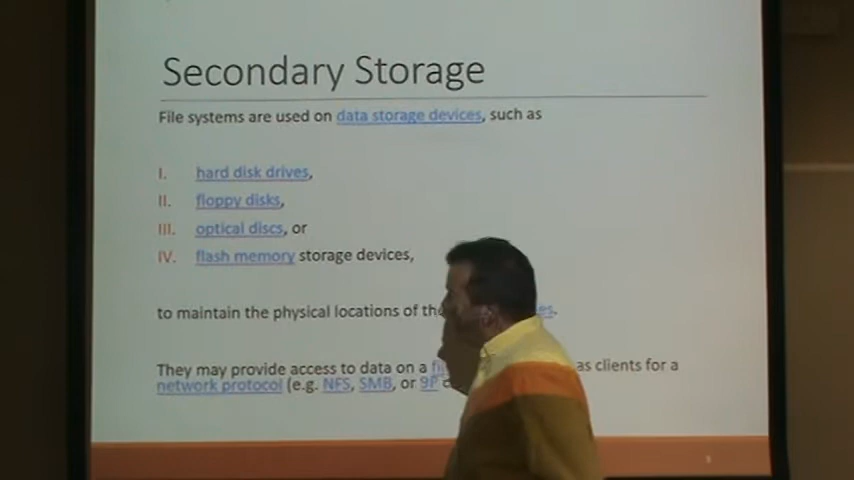 Secondary Storage
File systems are used on data storage devices, such as
I. hard disk drives,
II. floppy disks,
III. optical discs, or
IV. flash memory storage devices,
to maintain the physical locations of the
They may provide access to data on a as clients for a
network protocol (e.g. NFS, SMB, or 9P